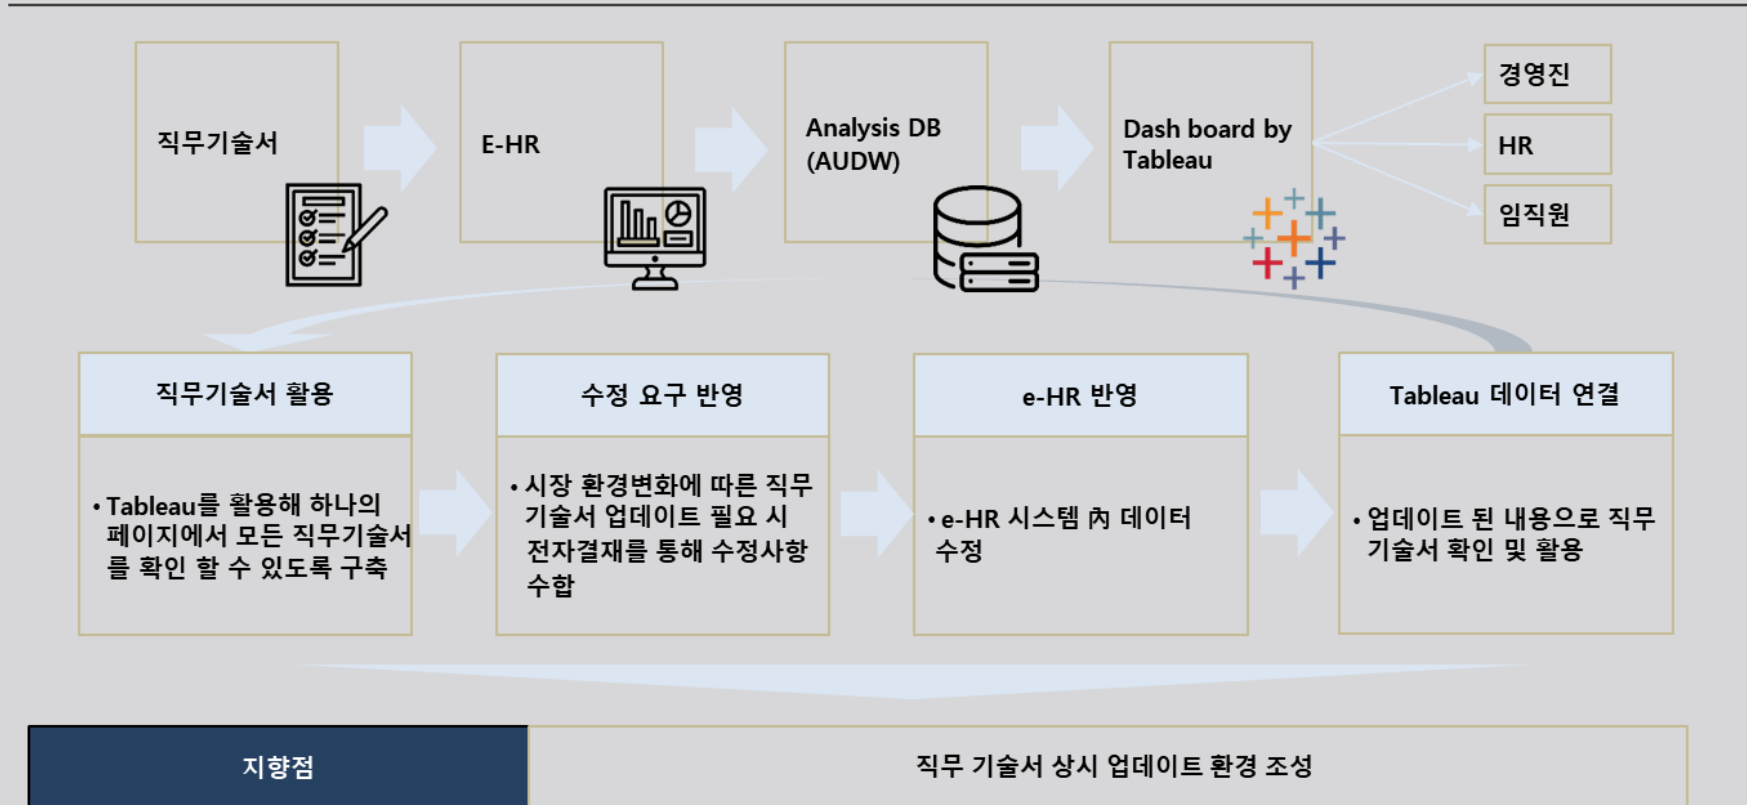 직무기술서
E-HR
Analysis DB
(AUDW)
Dash board by
Tableau
경영진
HR
임직원
직무기술서 활용
• Tableau를 활용해 하나의
페이지에서 모든 직무기술서
를 확인 할 수 있도록 구축
수정 요구 반영
• 시장 환경변화에 따른 직무
기술서 업데이트 필요 시
전자결재를 통해 수정사항
수합
e-HR 반영
• e-HR 시스템 內 데이터
수정
Tableau 데이터 연결
• 업데이트 된 내용으로 직무
기술서 확인 및 활용
지향점
직무 기술서 상시 업데이트 환경 조성